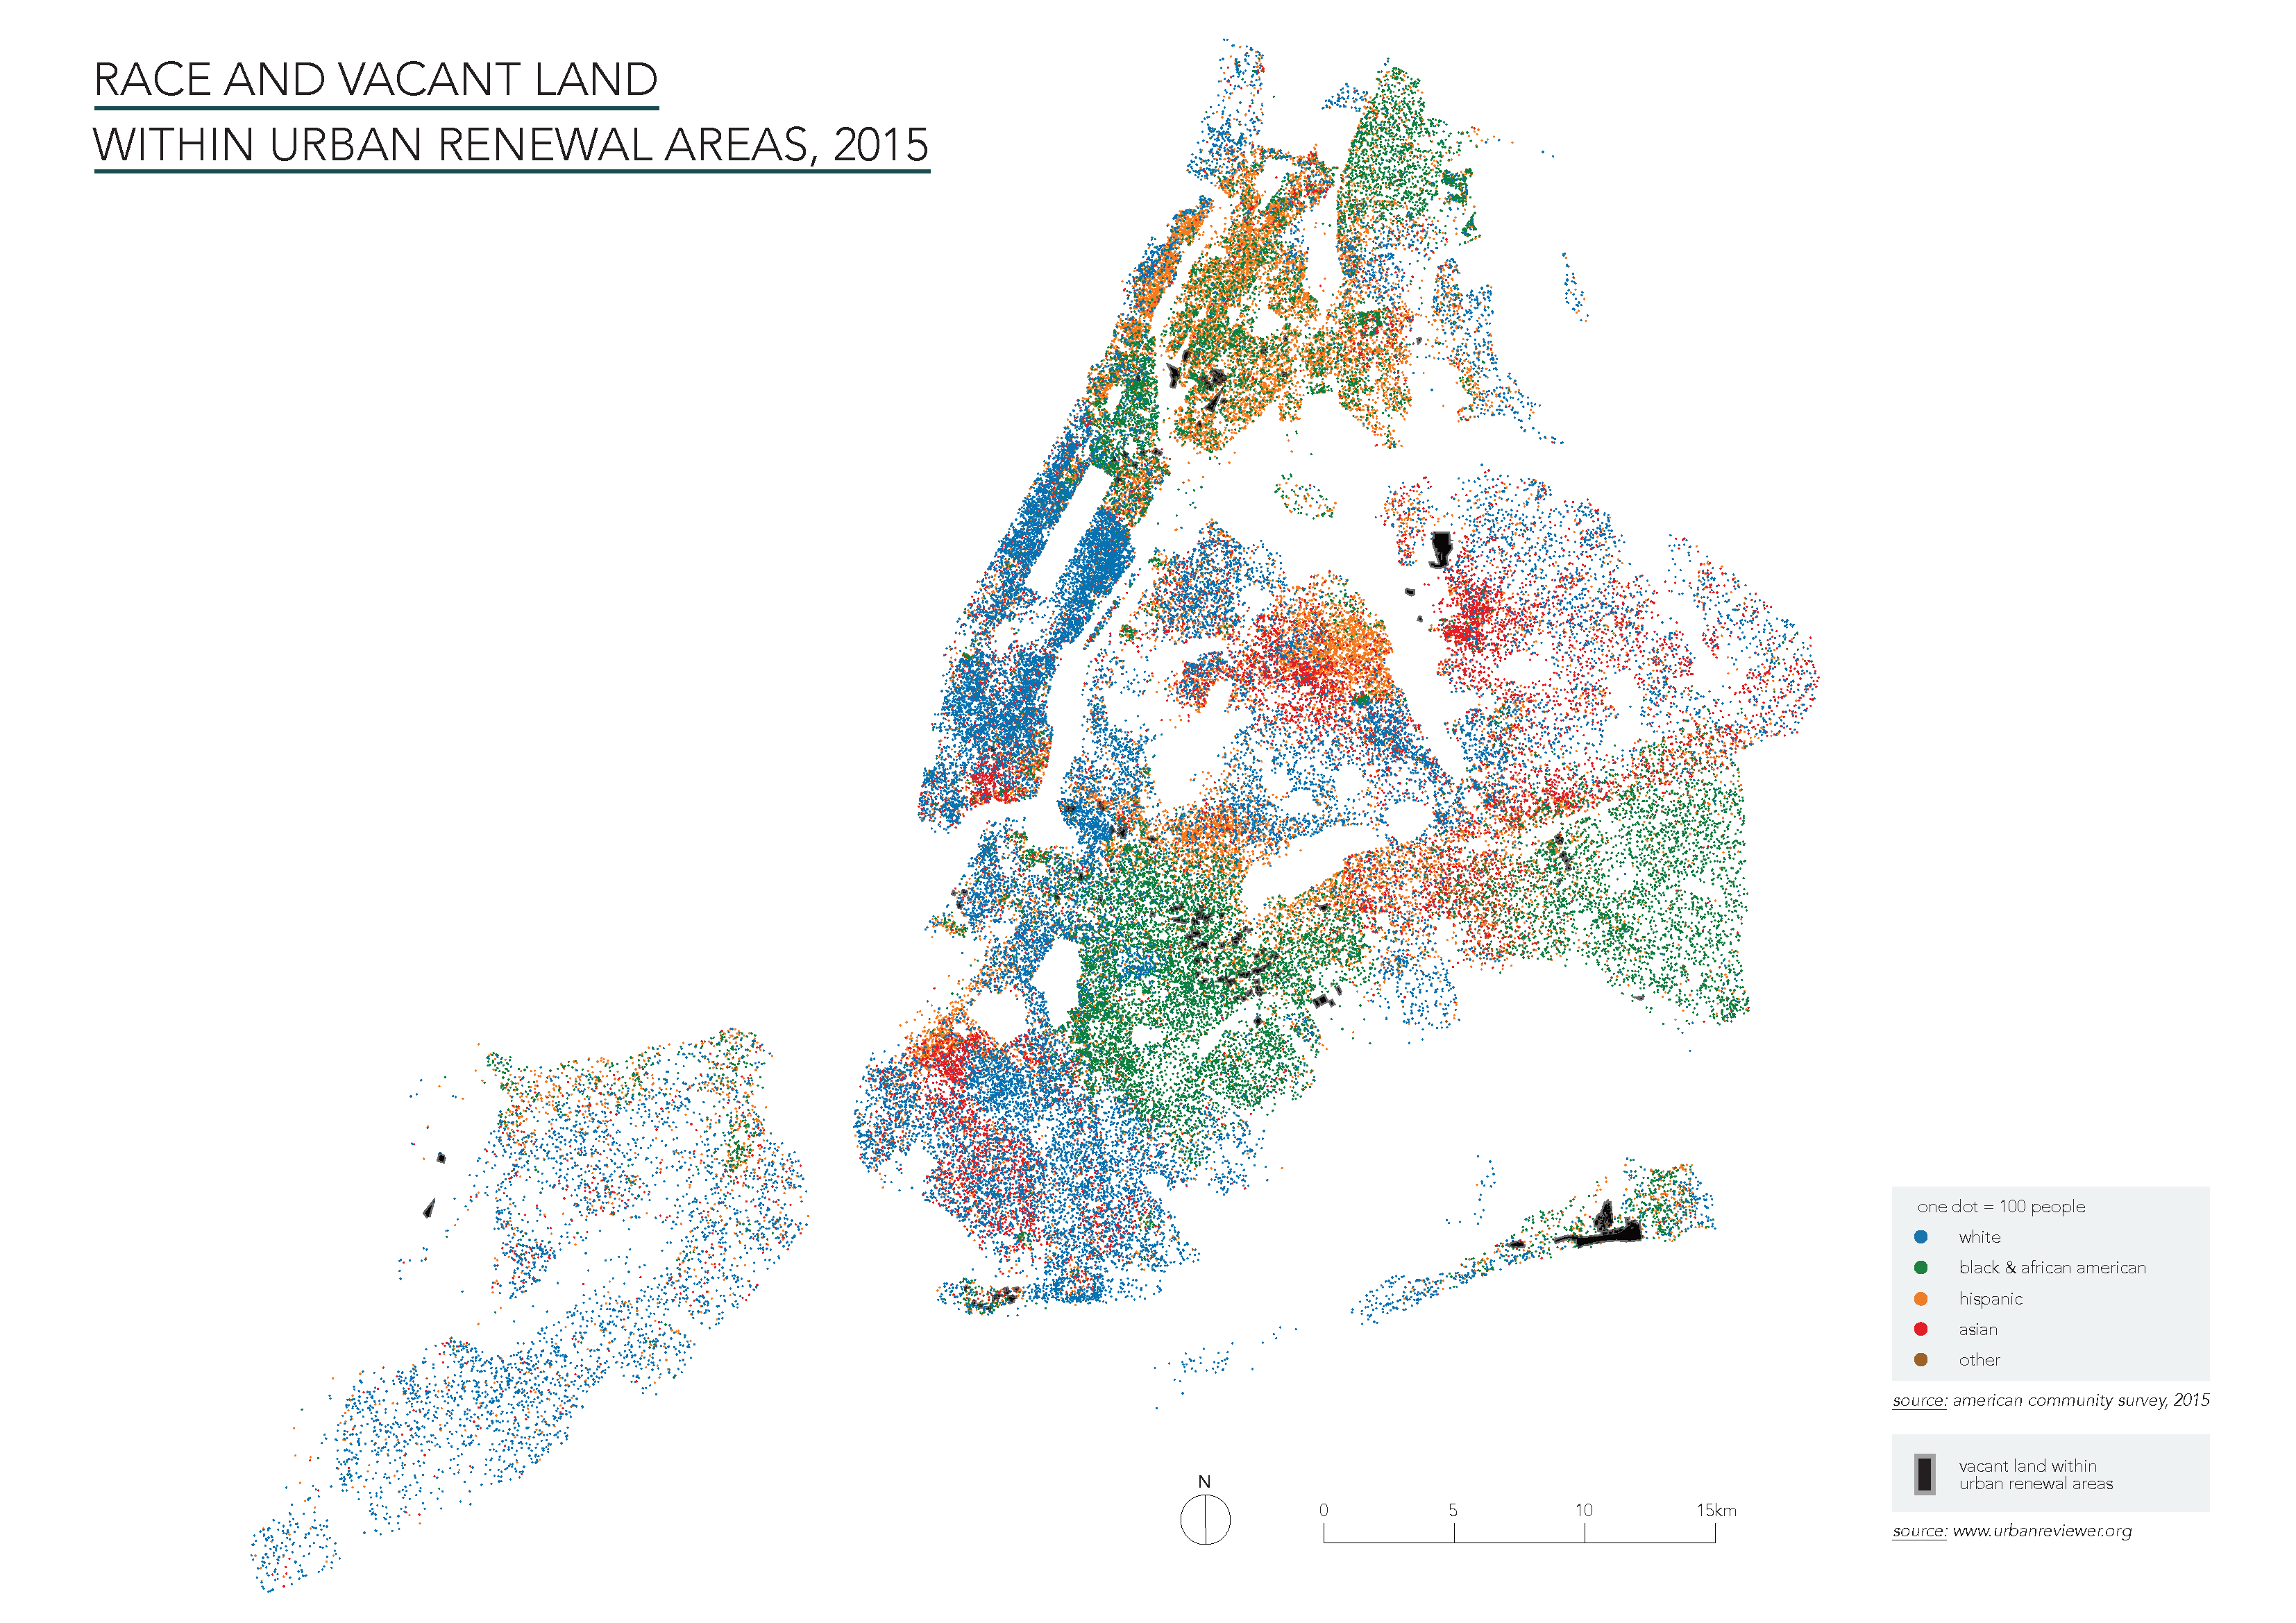 RACE AND VACANT LAND
WITHIN URBAN RENEWAL AREAS, 2015
one dot = 100 people
white
black & african american
hispanic
asian
other
source: american community survey, 2015
vacant land within
urban renewal areas
source: www.urbanreviewer.org
N
0 5 10 15km